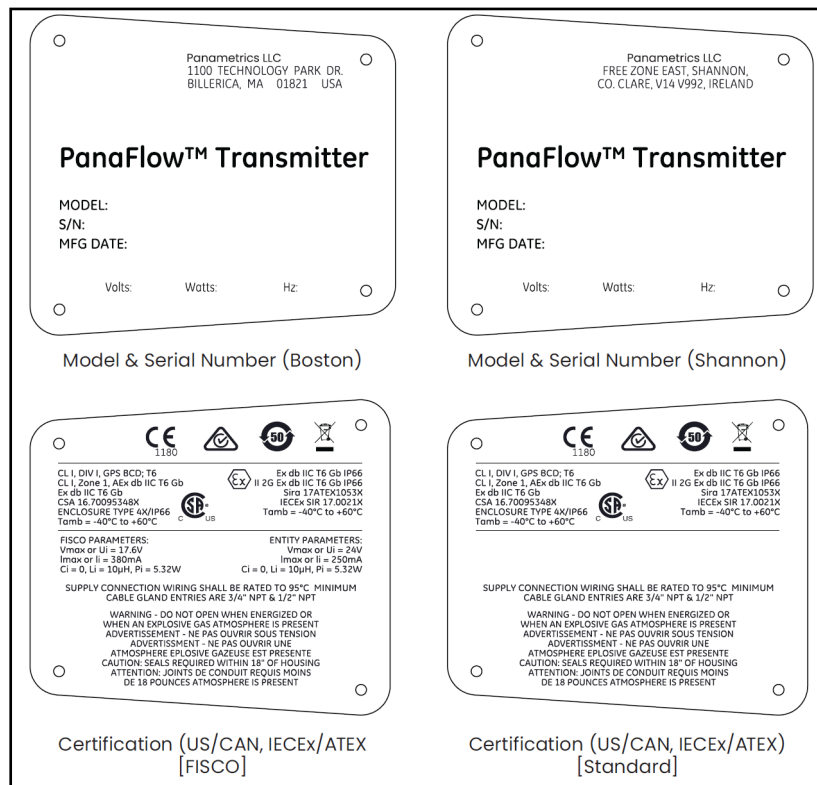 Panametrics LLC
1100 TECHNOLOGY PARK DR.
BILLERICA, MA 01821 USA
PanaFlow™ Transmitter
MODEL:
S/N:
MFG DATE:
Volts: Watts: Hz:
Model & Serial Number (Boston)
Panametrics LLC
FREE ZONE EAST, SHANNON,
CO. CLARE, V14 V992, IRELAND
PanaFlow™ Transmitter
MODEL:
S/N:
MFG DATE:
Volts: Watts: Hz:
Model & Serial Number (Shannon)
CE
1180
50
CL I, DIV I, GPS BCD; T6
CL I, Zone 1, AEx db IIC T6 Gb
Ex db IIC T6 Gb
CSA 16.70095348X
ENCLOSURE TYPE 4X/IP66
Tamb = -40°C to +60°C
C SA® US
Ex
Ex db IIC T6 Gb IP66
II 2G Ex db IIC T6 Gb IP66
Sira 17ATEX1053X
IECEx SIR 17.0021X
Tamb = -40°C to +60°C
FISCO PARAMETERS:
Vmax or Ui = 17.6V
Imax or Ii = 380mA
Ci = 0, Li = 10µH, Pi = 5.32W
ENTITY PARAMETERS:
Vmax or Ui = 24V
Imax or Ii = 250mA
Ci = 0, Li = 10µH, Pi = 5.32W
SUPPLY CONNECTION WIRING SHALL BE RATED TO 95°C MINIMUM
CABLE GLAND ENTRIES ARE 3/4" NPT & 1/2" NPT
WARNING - DO NOT OPEN WHEN ENERGIZED OR
WHEN AN EXPLOSIVE GAS ATMOSPHERE IS PRESENT
ADVERTISSEMENT - NE PAS OUVRIR SOUS TENSION
ADVERTISSMENT - NE PAS OUVRIR UNE
ATMOSPHERE EPLOSIVE GAZEUSE EST PRESENTE
CAUTION: SEALS REQUIRED WITHIN 18" OF HOUSING
ATTENTION: JOINTS DE CONDUIT REQUIS MOINS
DE 18 POUNCES ATMOSPHERE IS PRESENT
Certification (US/CAN, IECEx/ATEX
[FISCO]
CE
1180
50
CL I, DIV I, GPS BCD; T6
CL I, Zone 1, AEx db IIC T6 Gb
Ex db IIC T6 Gb
CSA 16.70095348X
ENCLOSURE TYPE 4X/IP66
Tamb = -40°C to +60°C
C SA® US
Ex
Ex db IIC T6 Gb IP66
II 2G Ex db IIC T6 Gb IP66
Sira 17ATEX1053X
IECEx SIR 17.0021X
Tamb = -40°C to +60°C
SUPPLY CONNECTION WIRING SHALL BE RATED TO 95°C MINIMUM
CABLE GLAND ENTRIES ARE 3/4" NPT & 1/2" NPT
WARNING - DO NOT OPEN WHEN ENERGIZED OR
WHEN AN EXPLOSIVE GAS ATMOSPHERE IS PRESENT
ADVERTISSEMENT - NE PAS OUVRIR SOUS TENSION
ADVERTISSMENT - NE PAS OUVRIR UNE
ATMOSPHERE EPLOSIVE GAZEUSE EST PRESENTE
CAUTION: SEALS REQUIRED WITHIN 18" OF HOUSING
ATTENTION: JOINTS DE CONDUIT REQUIS MOINS
DE 18 POUNCES ATMOSPHERE IS PRESENT
Certification (US/CAN, IECEx/ATEX)
[Standard]